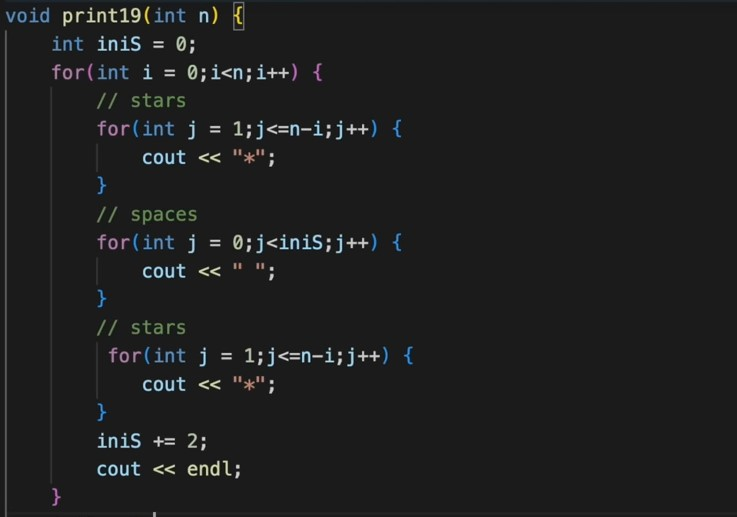 void print19(int n) {
    int iniS = 0;
    for(int i = 0;i<n;i++) {
        // stars
        for(int j = 1;j<=n-i;j++) {
            cout << "*";
        }
        // spaces
        for(int j = 0;j<iniS;j++) {
            cout << " ";
        }
        // stars
         for(int j = 1;j<=n-i;j++) {
            cout << "*";
        }
        iniS += 2;
        cout << endl;
    }